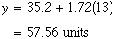 y = 35.2 + 1.72(13)
= 57.56 units